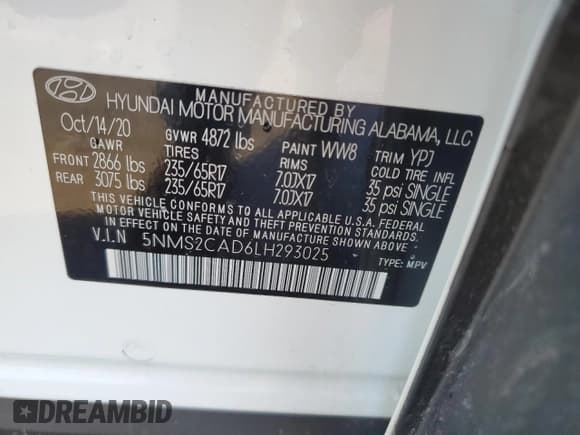 MANUFACTURED BY
HYUNDAI MOTOR MANUFACTURING ALABAMA, LLC
Oct/14/20 GVWR 4872 lbs PAINT WW8 TRIM YPJ
GAWR TIRES RIMS COLD TIRE INFL
FRONT 2866 lbs 235/65R17 7.0JX17 35 psi SINGLE
REAR 3075 lbs 235/65R17 7.0JX17 35 psi SINGLE
THIS VEHICLE CONFORMS TO ALL APPLICABLE U.S.A. FEDERAL
MOTOR VEHICLE SAFETY AND THEFT PREVENTION STANDARDS
IN EFFECT ON THE DATE OF MANUFACTURE SHOWN ABOVE.
V.I.N 5NMS2CAD6LH293025
TYPE: MPV
DREAMBID